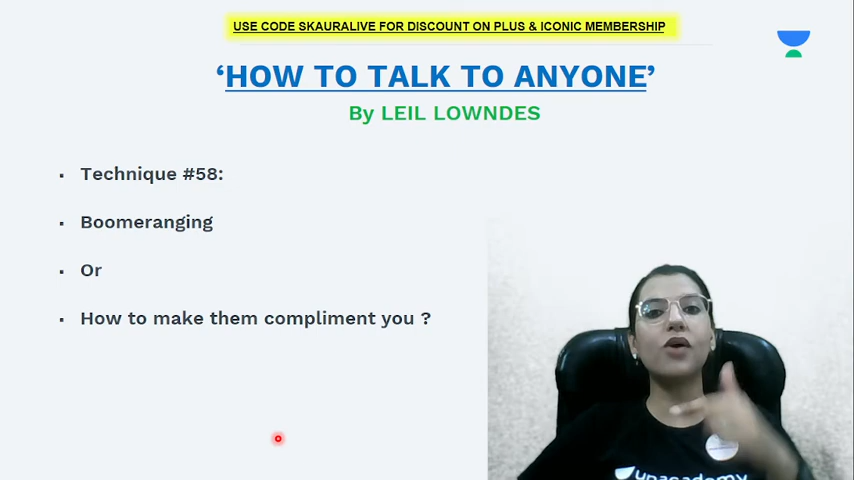 USE CODE SKAURALIVE FOR DISCOUNT ON PLUS & ICONIC MEMBERSHIP
‘HOW TO TALK TO ANYONE’
By LEIL LOWNDES
▪ Technique #58:
▪ Boomeranging
▪ Or
▪ How to make them compliment you ?
unacademy